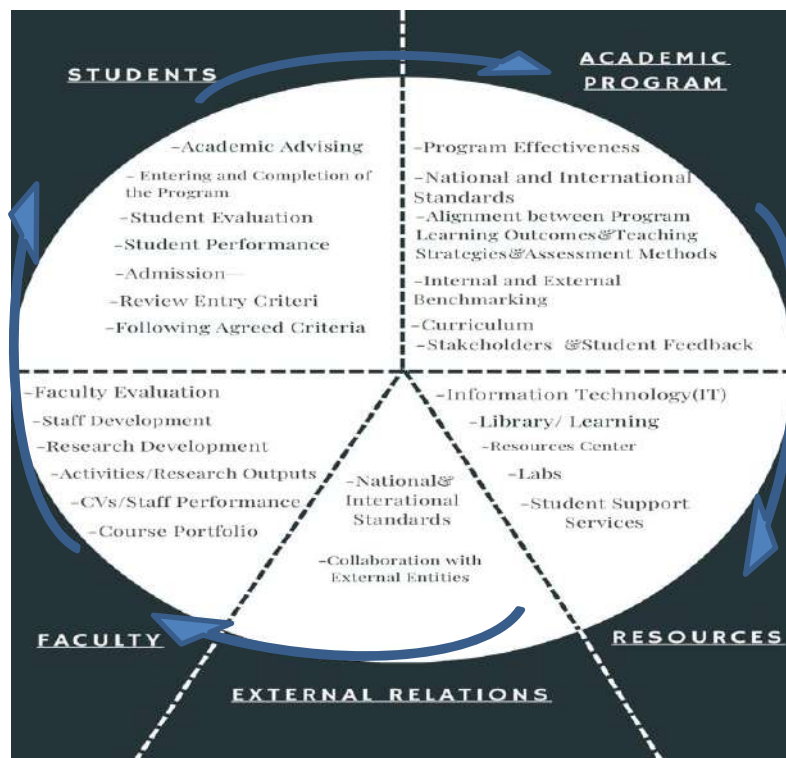 STUDENTS
-Academic Advising
- Entering and Completion of
the Program
-Student Evaluation
-Student Performance
-Admission—
-Review Entry Criteri
-Following Agreed Criteria
ACADEMIC
PROGRAM
-Program Effectiveness
-National and International
Standards
-Alignment between Program
Learning Outcomes&Teaching
Strategies&Assessment Methods
-Internal and External
Benchmarking
-Curriculum
-Stakeholders &Student Feedback
-Faculty Evaluation
-Staff Development
-Research Development
-Activities/Research Outputs
-CVs/Staff Performance
-Course Portfolio
FACULTY
-National&
Interational
Standards
-Collaboration with
External Entities
EXTERNAL RELATIONS
-Information Technology(IT)
-Library/ Learning
-Resources Center
-Labs
-Student Support
Services
RESOURCES